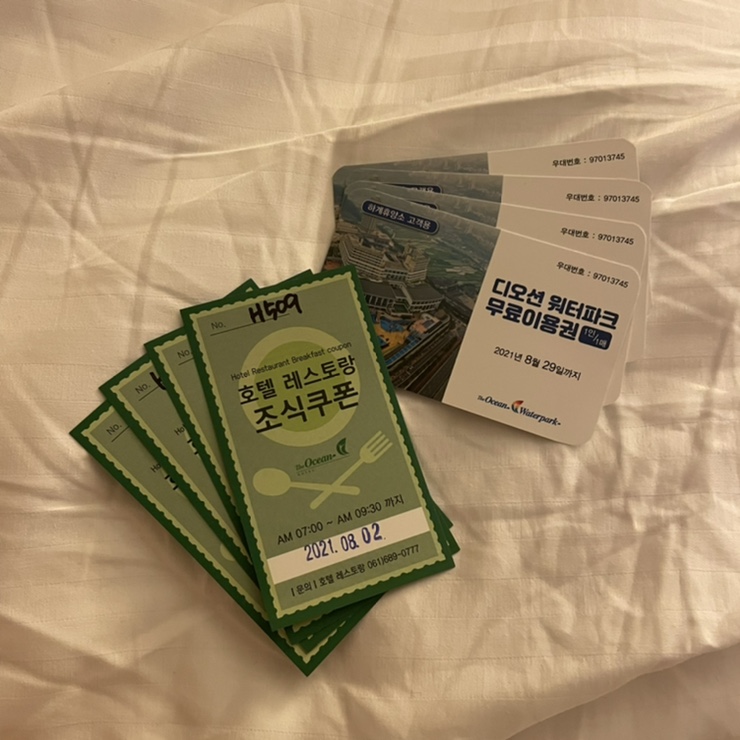 No. H509
Hotel Restaurant Breakfast coupon
호텔 레스토랑
조식쿠폰
The Ocean
AM 07:00 ~ AM 09:30 까지
2021. 08. 02
| 문의 | 호텔 레스토랑 061)689-0777
No.
No.
No.
우대번호 : 97013745
우대번호 : 97013745
우대번호 : 97013745
우대번호 : 97013745
하계휴양소 고객용
디오션 워터파크
무료이용권 1인/1매
2021년 8월 29일까지
The Ocean Waterpark